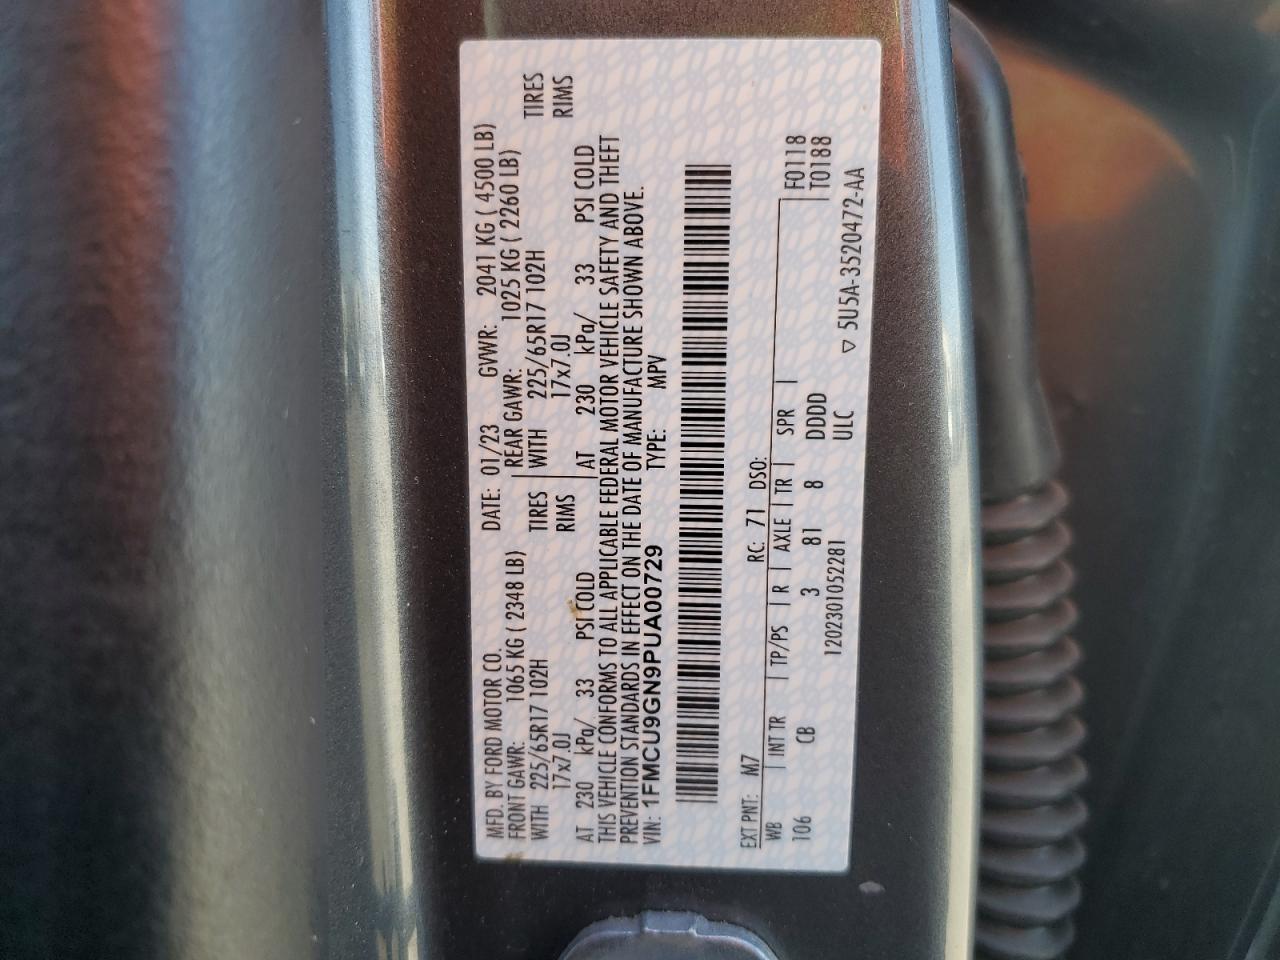 MFD. BY FORD MOTOR CO. DATE: 01/23 GVWR: 2041 KG ( 4500 LB)
FRONT GAWR: 1065 KG ( 2348 LB) REAR GAWR: 1025 KG ( 2260 LB)
WITH 225/65R17 102H TIRES WITH 225/65R17 102H TIRES
17x7.0J RIMS 17x7.0J RIMS
AT 230 kPa/ 33 PSI COLD AT 230 kPa/ 33 PSI COLD
THIS VEHICLE CONFORMS TO ALL APPLICABLE FEDERAL MOTOR VEHICLE SAFETY AND THEFT
PREVENTION STANDARDS IN EFFECT ON THE DATE OF MANUFACTURE SHOWN ABOVE.
VIN: 1FMCU9GN9PUA00729 TYPE: MPV
EXT PNT: M7 RC: 71 DSO:
WB INT TR TP/PS R AXLE TR SPR F0118
106 CB 3 81 8 DDDD T0188
120230105228​1 ULC ▽ 5U5A-3520472-AA